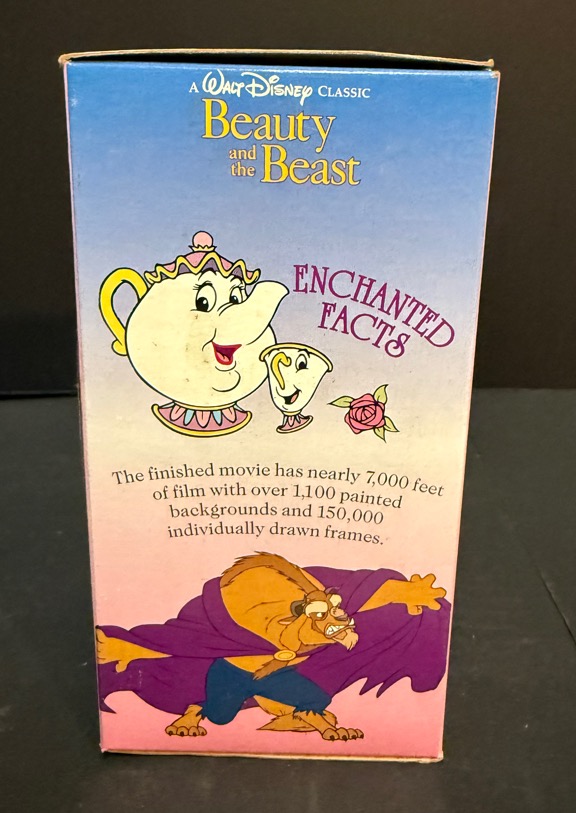 A Walt Disney Classic
Beauty
and the Beast
ENCHANTED
FACTS
The finished movie has nearly 7,000 feet
of film with over 1,100 painted
backgrounds and 150,000
individually drawn frames.